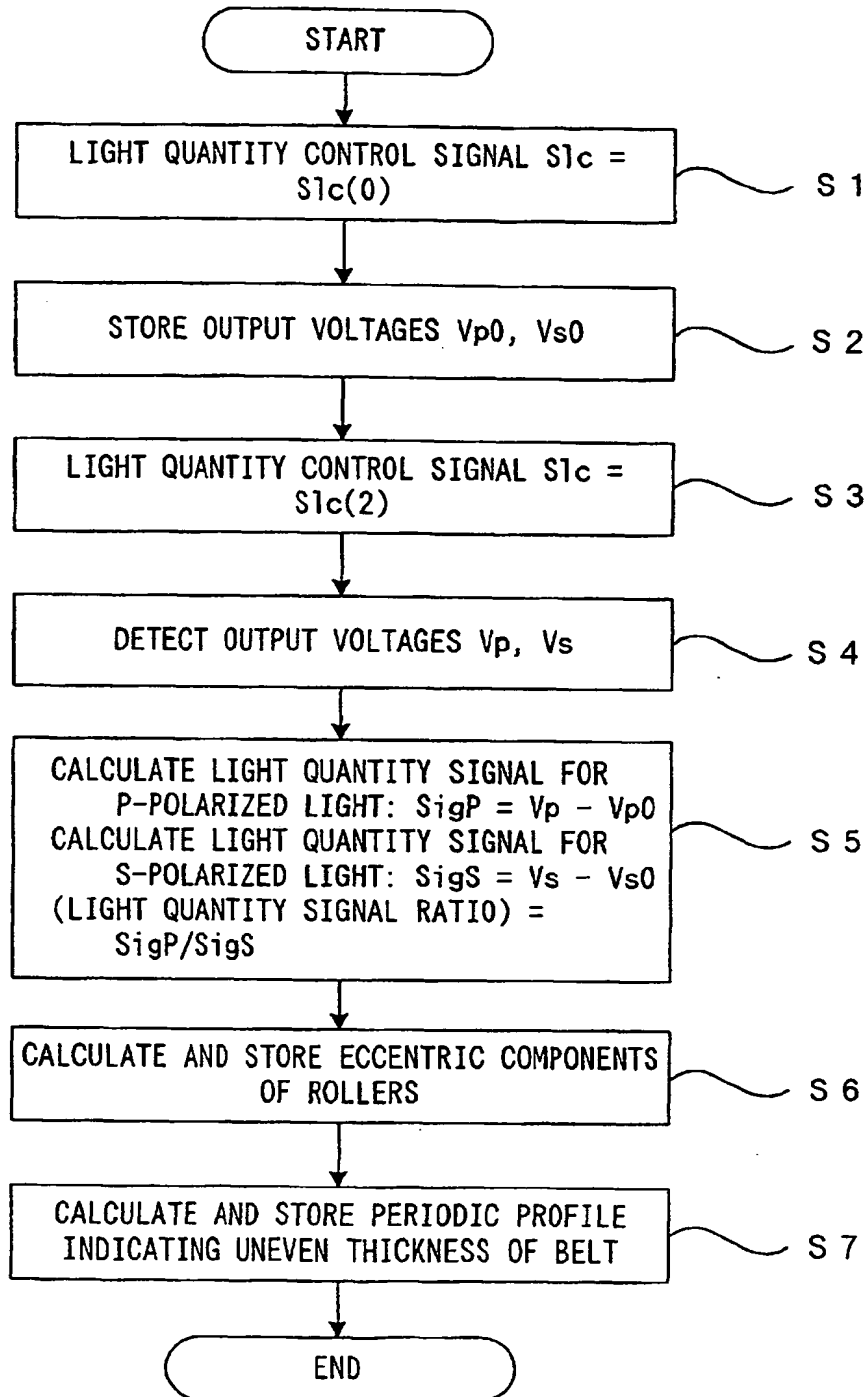 START
LIGHT QUANTITY CONTROL SIGNAL Slc =
Slc(0)
S 1
STORE OUTPUT VOLTAGES Vp0, Vs0
S 2
LIGHT QUANTITY CONTROL SIGNAL Slc =
Slc(2)
S 3
DETECT OUTPUT VOLTAGES Vp, Vs
S 4
CALCULATE LIGHT QUANTITY SIGNAL FOR
P-POLARIZED LIGHT: SigP = Vp - Vp0
CALCULATE LIGHT QUANTITY SIGNAL FOR
S-POLARIZED LIGHT: SigS = Vs - Vs0
(LIGHT QUANTITY SIGNAL RATIO) =
SigP/SigS
S 5
CALCULATE AND STORE ECCENTRIC COMPONENTS
OF ROLLERS
S 6
CALCULATE AND STORE PERIODIC PROFILE
INDICATING UNEVEN THICKNESS OF BELT
S 7
END